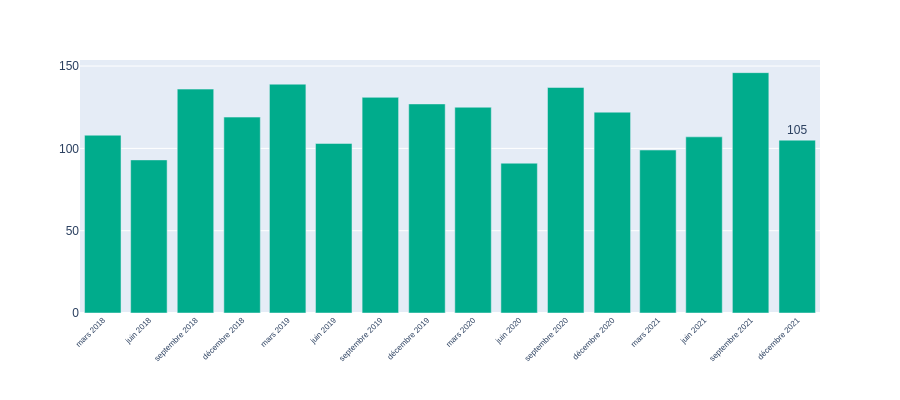 150
100
50
0
105
mars 2018
juin 2018
septembre 2018
décembre 2018
mars 2019
juin 2019
septembre 2019
décembre 2019
mars 2020
juin 2020
septembre 2020
décembre 2020
mars 2021
juin 2021
septembre 2021
décembre 2021